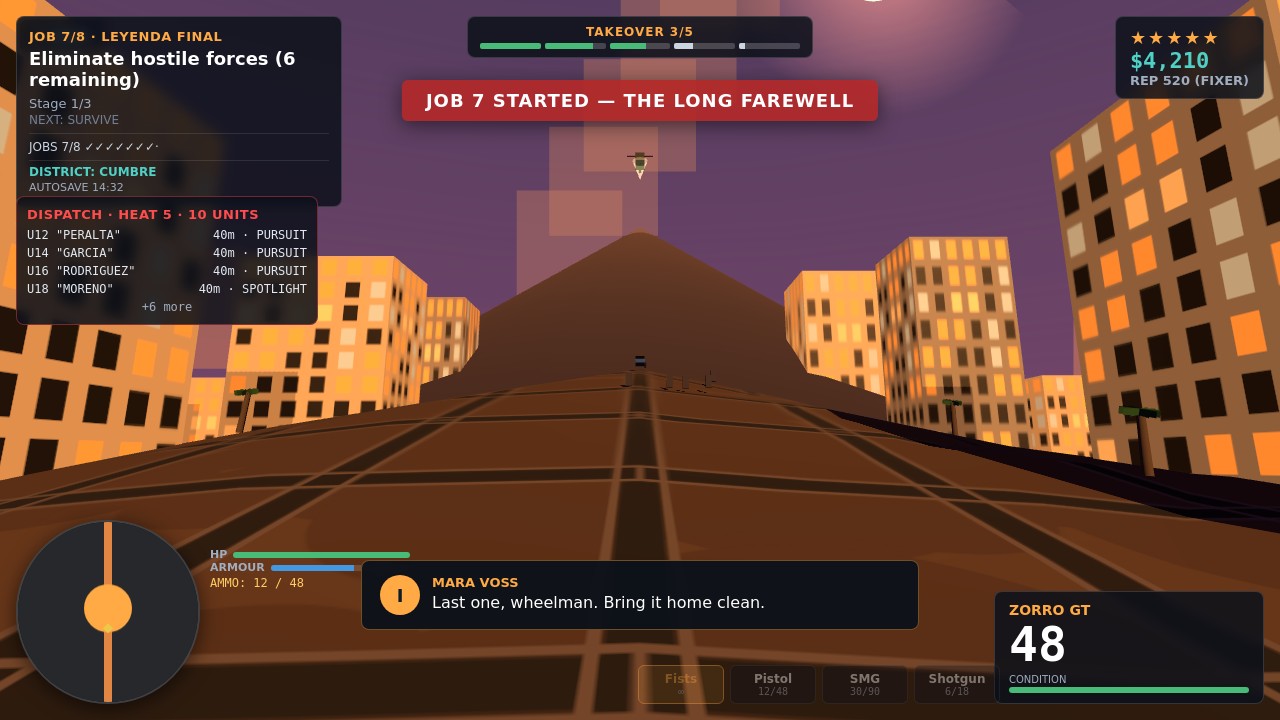 JOB 7/8 · LEYENDA FINAL
Eliminate hostile forces (6
remaining)
Stage 1/3
NEXT: SURVIVE
JOBS 7/8 ✓✓✓✓✓✓✓·
DISTRICT: CUMBRE
AUTOSAVE 14:32
DISPATCH · HEAT 5 · 10 UNITS
U12 "PERALTA" 40m · PURSUIT
U14 "GARCIA" 40m · PURSUIT
U16 "RODRIGUEZ" 40m · PURSUIT
U18 "MORENO" 40m · SPOTLIGHT
+6 more
TAKEOVER 3/5
JOB 7 STARTED — THE LONG FAREWELL
★★★★★
$4,210
REP 520 (FIXER)
HP
ARMOUR
AMMO: 12 / 48
I
MARA VOSS
Last one, wheelman. Bring it home clean.
Fists
∞
Pistol
12/48
SMG
30/90
Shotgun
6/18
ZORRO GT
48
CONDITION